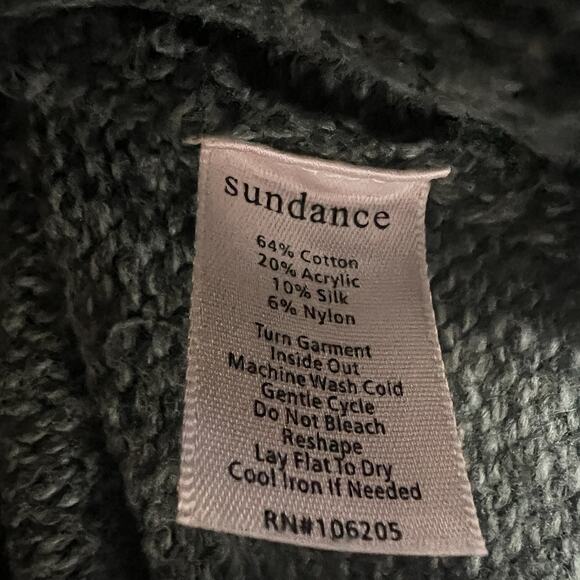 sundance
64% Cotton
20% Acrylic
10% Silk
6% Nylon
Turn Garment
Inside Out
Machine Wash Cold
Gentle Cycle
Do Not Bleach
Reshape
Lay Flat To Dry
Cool Iron If Needed
RN#106205